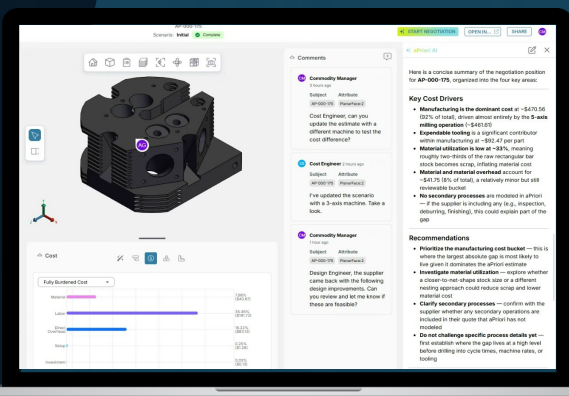 AP-000-175
Scenario: Initial Complete
START NEGOTIATION
OPEN IN...
SHARE
CM
AG
Cost
Fully Burdened Cost
Material
7.98%
Labor
Direct
Overhead
16.22%
Setup
0.25%
Investment
0.03%
Comments
CM Commodity Manager
3 hours ago
Subject Attribute
AP-000-175 PlanarFace:2
Cost Engineer, can you
update the estimate with a
different machine to test the
cost difference?
Cost Engineer 2 hours ago
Subject Attribute
AP-000-175 PlanarFace:2
I've updated the scenario
with a 3-axis machine. Take a
look.
CM Commodity Manager
1 hour ago
Subject Attribute
AP-000-175 PlanarFace:2
Design Engineer, the supplier
came back with the following
design improvements. Can
you review and let me know if
these are feasible?
aPriori AI
Here is a concise summary of the negotiation position
for AP-000-175, organized into the four key areas:
Key Cost Drivers
• Manufacturing is the dominant cost at ~$470.56
(92% of total), driven almost entirely by the 5-axis
milling operation (~$461.61)
• Expendable tooling is a significant contributor
within manufacturing at ~$92.47 per part
• Material utilization is low at ~33%, meaning
roughly two-thirds of the raw rectangular bar
stock becomes scrap, inflating material cost
• Material and material overhead account for
~$41.75 (8% of total), a relatively minor but still
reviewable bucket
• No secondary processes are modeled in aPriori
— if the supplier is including any (e.g., inspection,
deburring, finishing), this could explain part of the
gap
Recommendations
• Prioritize the manufacturing cost bucket — this is
where the largest absolute gap is most likely to
live given it dominates the aPriori estimate
• Investigate material utilization — explore whether
a closer-to-net-shape stock size or a different
nesting approach could reduce scrap and lower
material cost
• Clarify secondary processes — confirm with the
supplier whether any secondary operations are
included in their quote that aPriori has not
modeled
• Do not challenge specific process details yet —
first establish where the gap lives at a high level
before drilling into cycle times, machine rates, or
tooling